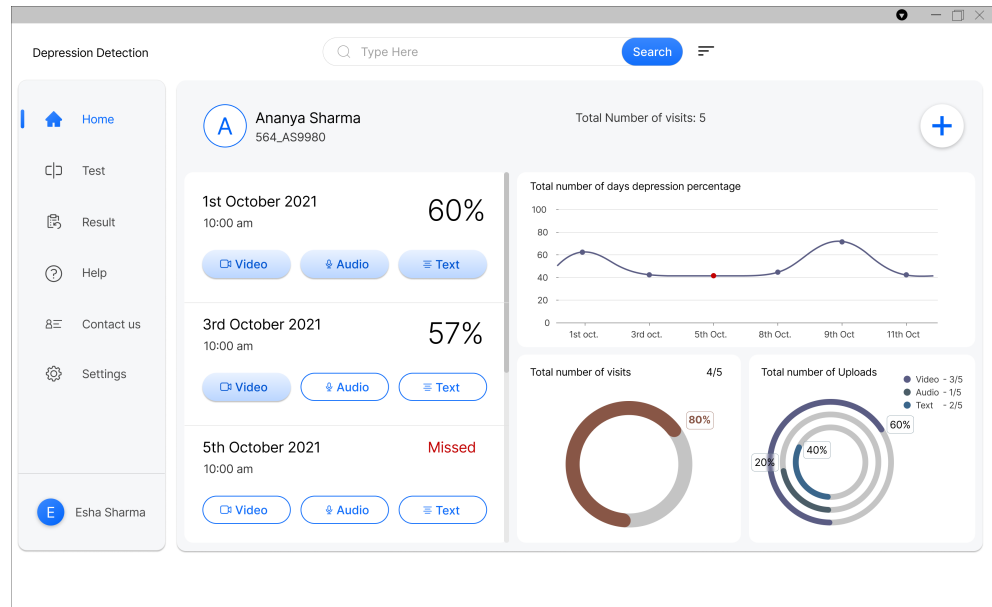 Depression Detection
Type Here
Search
Home
Test
Result
Help
Contact us
Settings
E
Esha Sharma
A
Ananya Sharma
564_AS9980
Total Number of visits: 5
1st October 2021
10:00 am
60%
Video
Audio
Text
3rd October 2021
10:00 am
57%
Video
Audio
Text
5th October 2021
10:00 am
Missed
Video
Audio
Text
Total number of days depression percentage
100
80
60
40
20
0
1st oct.
3rd oct.
5th Oct.
8th Oct.
9th Oct
11th Oct
Total number of visits
4/5
80%
Total number of Uploads
Video - 3/5
Audio - 1/5
Text - 2/5
60%
40%
20%